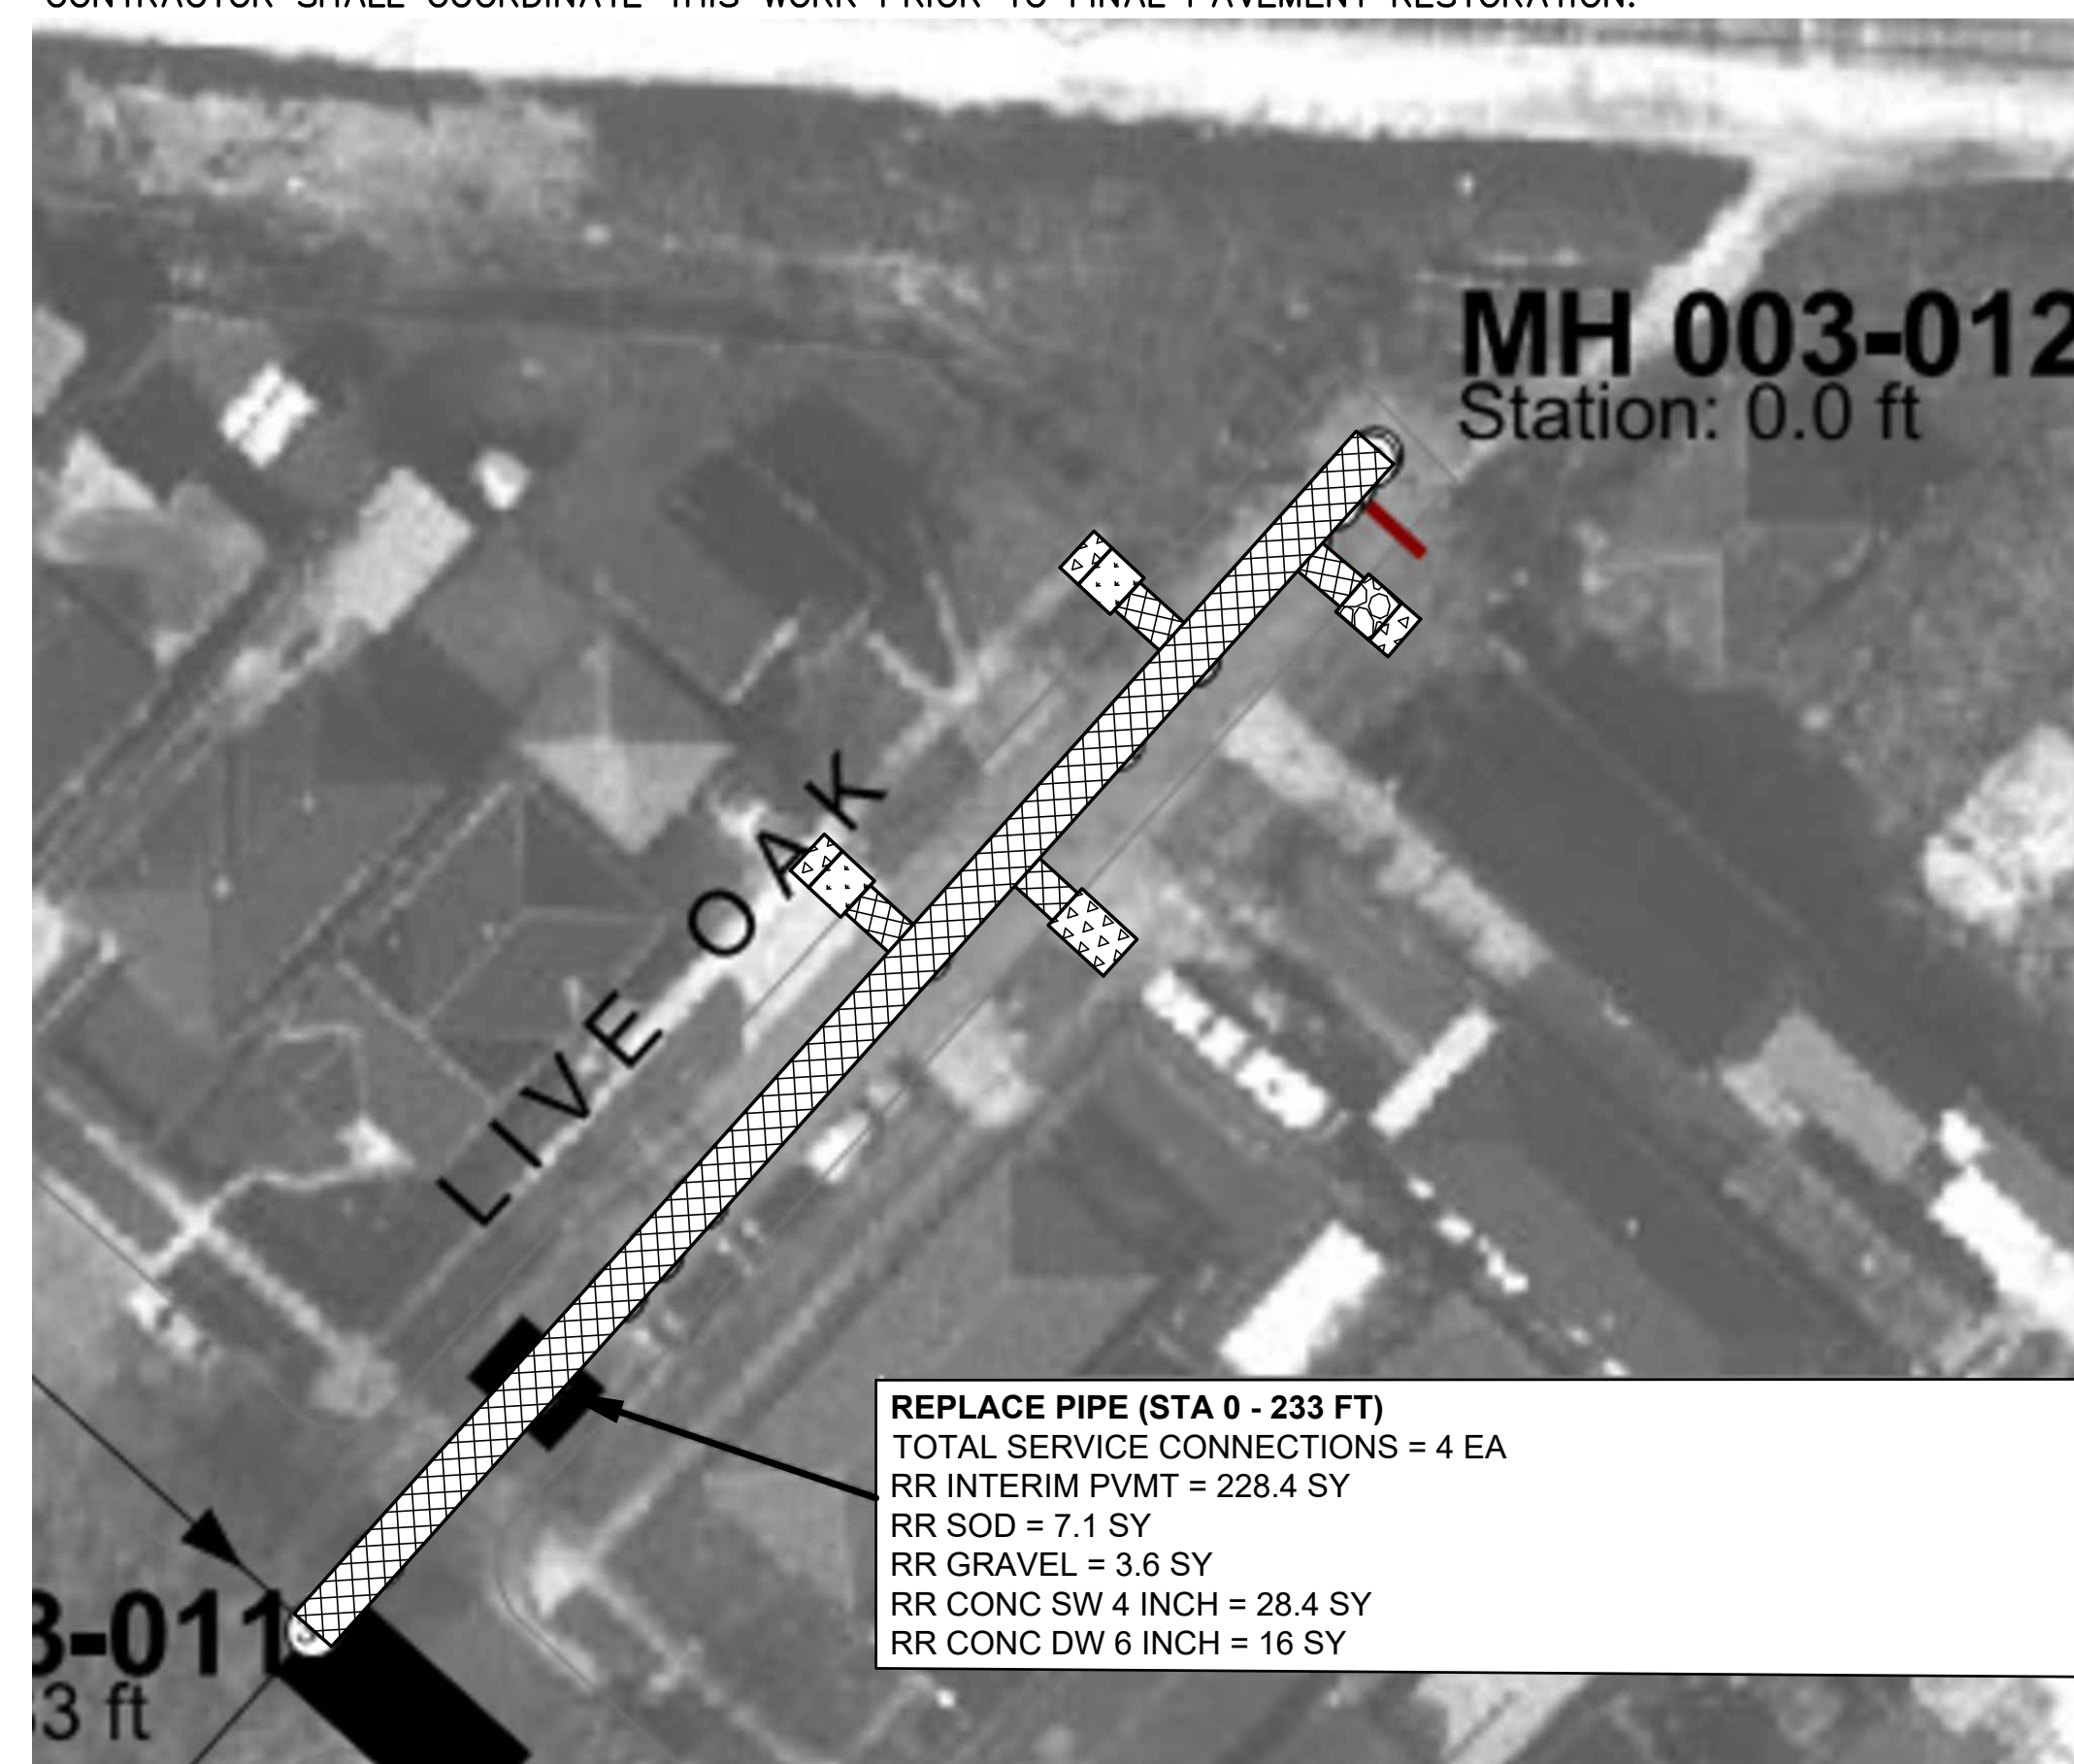 CONTRACTOR SHALL COORDINATE THIS WORK PRIOR TO FINAL PAVEMENT RESTORATION.
MH 003-012
Station: 0.0 ft
LIVE OAK
REPLACE PIPE (STA 0 - 233 FT)
TOTAL SERVICE CONNECTIONS = 4 EA
RR INTERIM PVMT = 228.4 SY
RR SOD = 7.1 SY
RR GRAVEL = 3.6 SY
RR CONC SW 4 INCH = 28.4 SY
RR CONC DW 6 INCH = 16 SY
3-011
3 ft